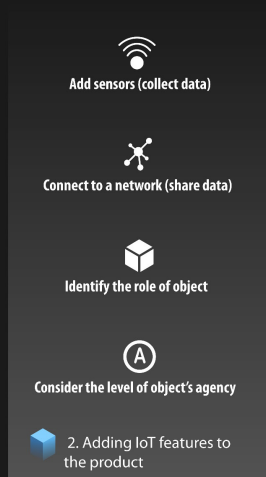 Add sensors (collect data)
Connect to a network (share data)
Identify the role of object
A
Consider the level of object's agency
2. Adding IoT features to
the product